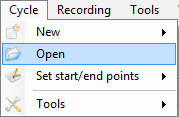 Cycle Recording Tools
New
Open
Set start/end points
Tools